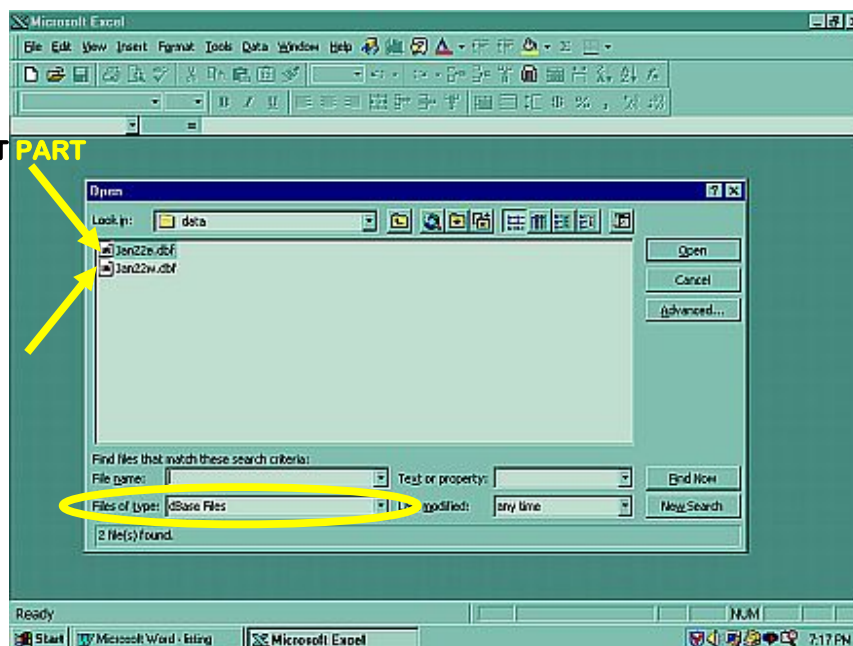 Microsoft Excel
File Edit View Insert Format Tools Data Window Help
B I U
=
T PART
Open
Look in: data
Jan22e.dbf
Jan22w.dbf
Open
Cancel
Advanced...
Find files that match these search criteria:
File name: Text or property: Find Now
Files of type: dBase Files modified: any time New Search
2 file(s) found.
Ready NUM
Start Microsoft Word - Microsoft Excel 7:17 PM